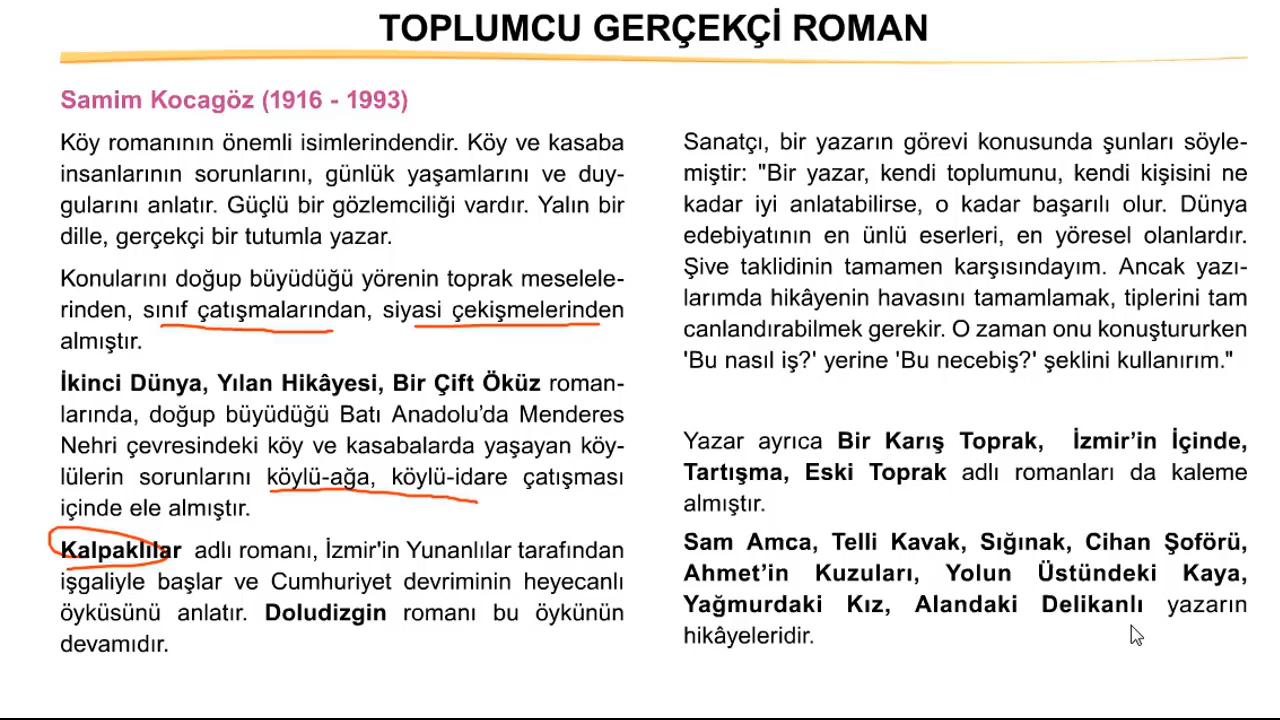 TOPLUMCU GERÇEKÇİ ROMAN
Samim Kocagöz (1916 - 1993)
Köy romanının önemli isimlerindendir. Köy ve kasaba
insanlarının sorunlarını, günlük yaşamlarını ve duy-
gularını anlatır. Güçlü bir gözlemciliği vardır. Yalın bir
dille, gerçekçi bir tutumla yazar.
Konularını doğup büyüdüğü yörenin toprak meselele-
rinden, sınıf çatışmalarından, siyasi çekişmelerinden
almıştır.
İkinci Dünya, Yılan Hikâyesi, Bir Çift Öküz roman-
larında, doğup büyüdüğü Batı Anadolu’da Menderes
Nehri çevresindeki köy ve kasabalarda yaşayan köy-
lülerin sorunlarını köylü-ağa, köylü-idare çatışması
içinde ele almıştır.
Kalpaklılar adlı romanı, İzmir'in Yunanlılar tarafından
işgaliyle başlar ve Cumhuriyet devriminin heyecanlı
öyküsünü anlatır. Doludizgin romanı bu öykünün
devamıdır.
Sanatçı, bir yazarın görevi konusunda şunları söyle-
miştir: "Bir yazar, kendi toplumunu, kendi kişisini ne
kadar iyi anlatabilirse, o kadar başarılı olur. Dünya
edebiyatının en ünlü eserleri, en yöresel olanlardır.
Şive taklidinin tamamen karşısındayım. Ancak yazı-
larımda hikâyenin havasını tamamlamak, tiplerini tam
canlandırabilmek gerekir. O zaman onu konuştururken
'Bu nasıl iş?' yerine 'Bu necebiş?' şeklini kullanırım."
Yazar ayrıca Bir Karış Toprak, İzmir’in İçinde,
Tartışma, Eski Toprak adlı romanları da kaleme
almıştır.
Sam Amca, Telli Kavak, Sığınak, Cihan Şoförü,
Ahmet’in Kuzuları, Yolun Üstündeki Kaya,
Yağmurdaki Kız, Alandaki Delikanlı yazarın
hikâyeleridir.